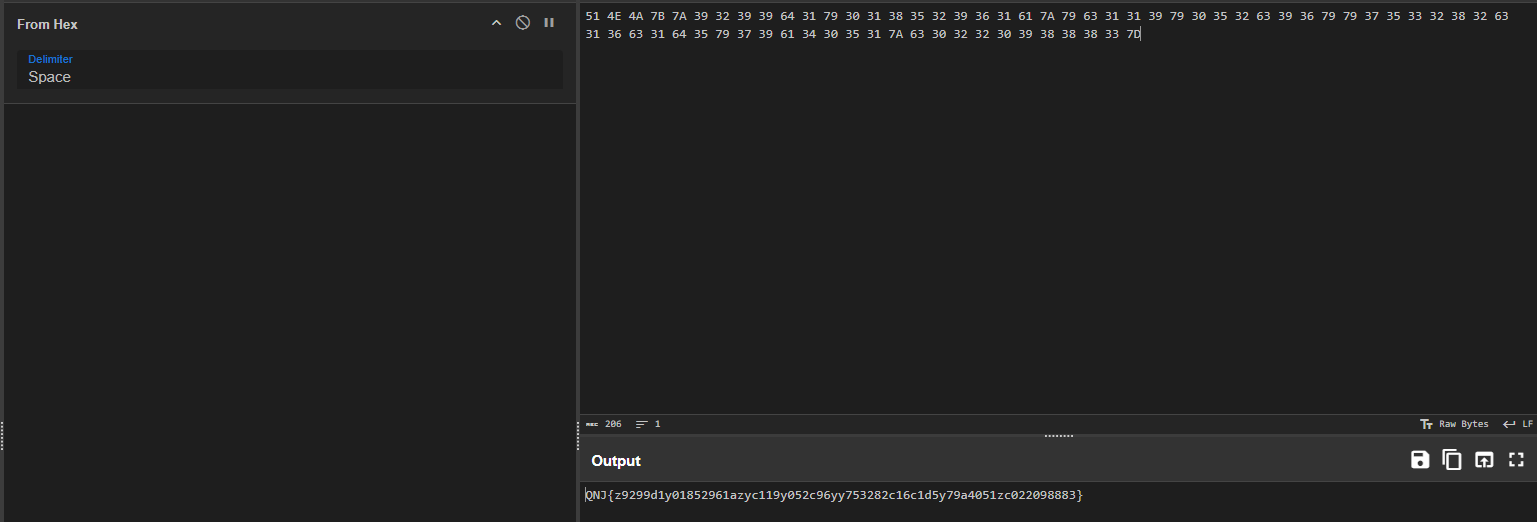 From Hex
Delimiter
Space
51 4E 4A 7B 7A 39 32 39 39 64 31 79 30 31 38 35 32 39 36 31 61 7A 79 63 31 31 39 79 30 35 32 63 39 36 79 79 37 35 33 32 38 32 63
31 36 63 31 64 35 79 37 39 61 34 30 35 31 7A 63 30 32 32 30 39 38 38 38 33 7D
REC 206 1
Raw Bytes LF
Output
QNJ{z9299d1y01852961azyc119y052c96yy753282c16c1d5y79a4051zc022098883}